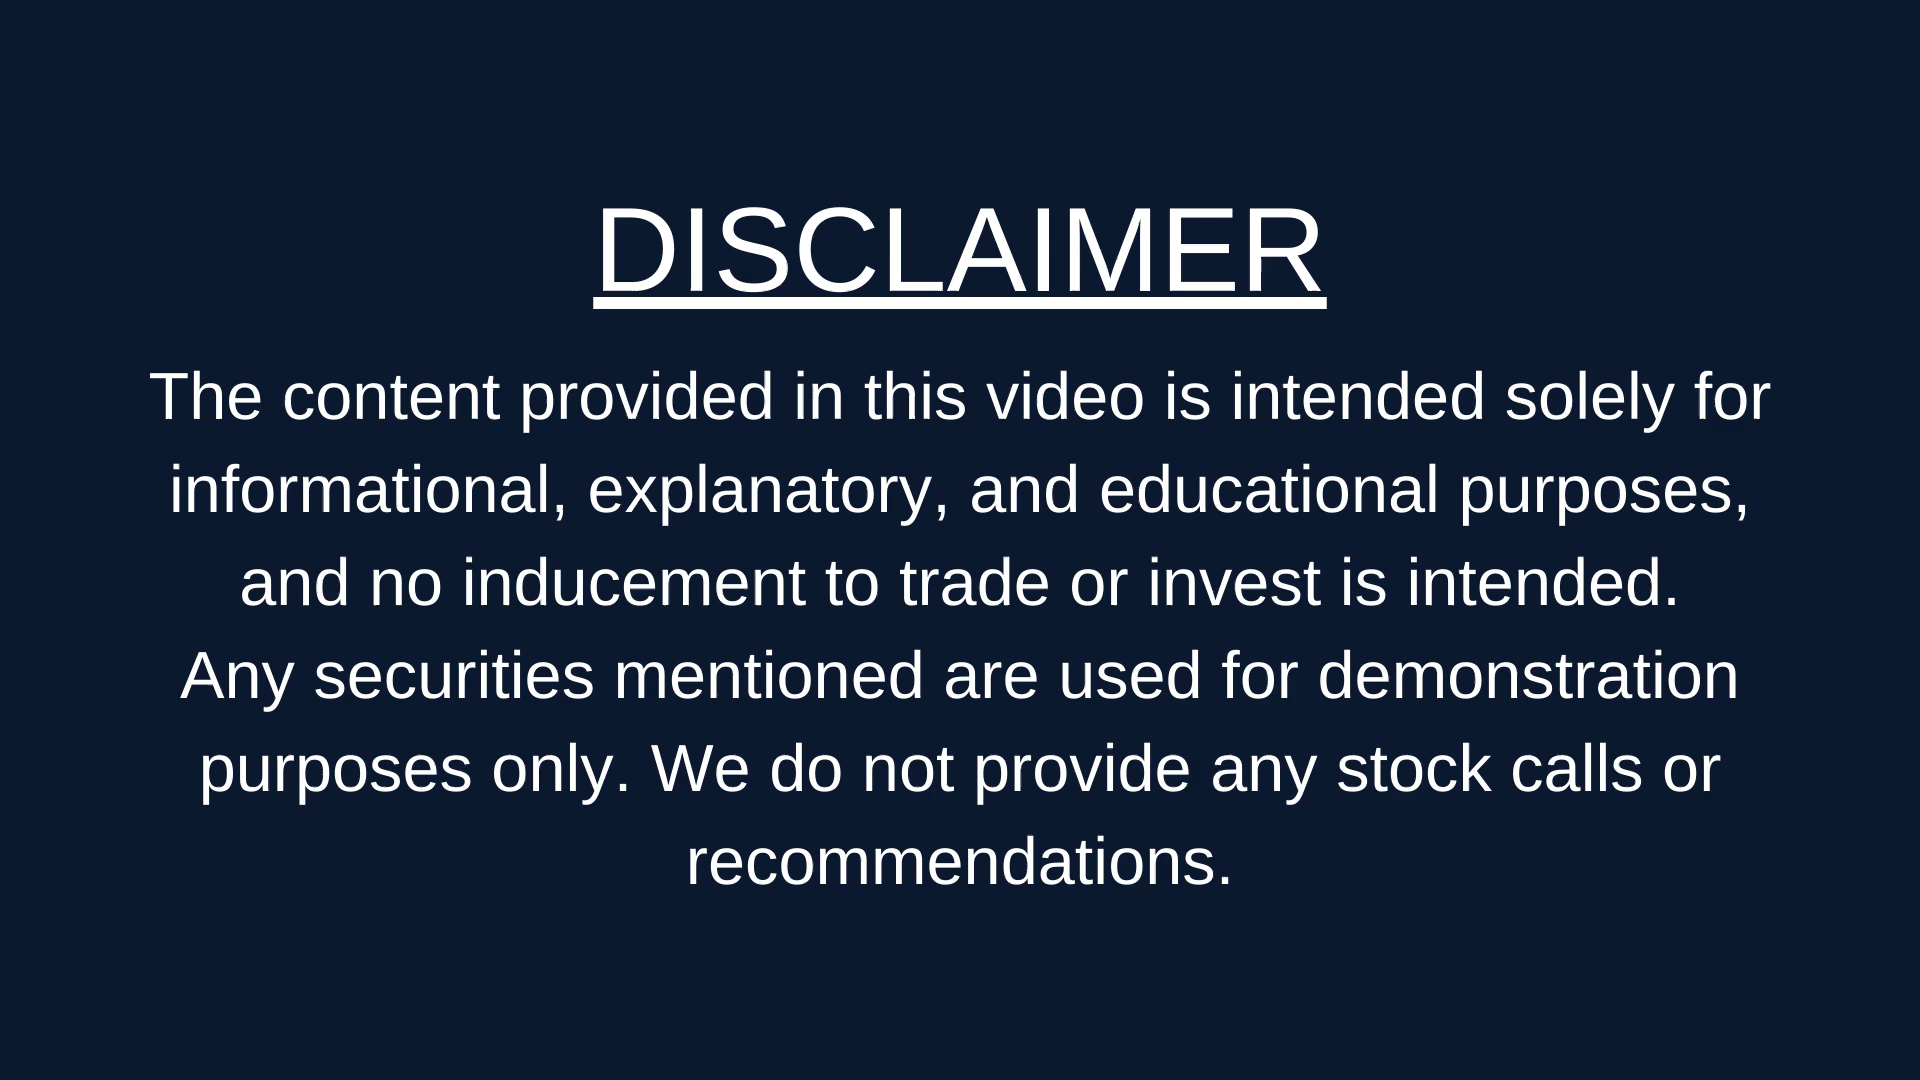 DISCLAIMER
The content provided in this video is intended solely for
informational, explanatory, and educational purposes,
and no inducement to trade or invest is intended.
Any securities mentioned are used for demonstration
purposes only. We do not provide any stock calls or
recommendations.